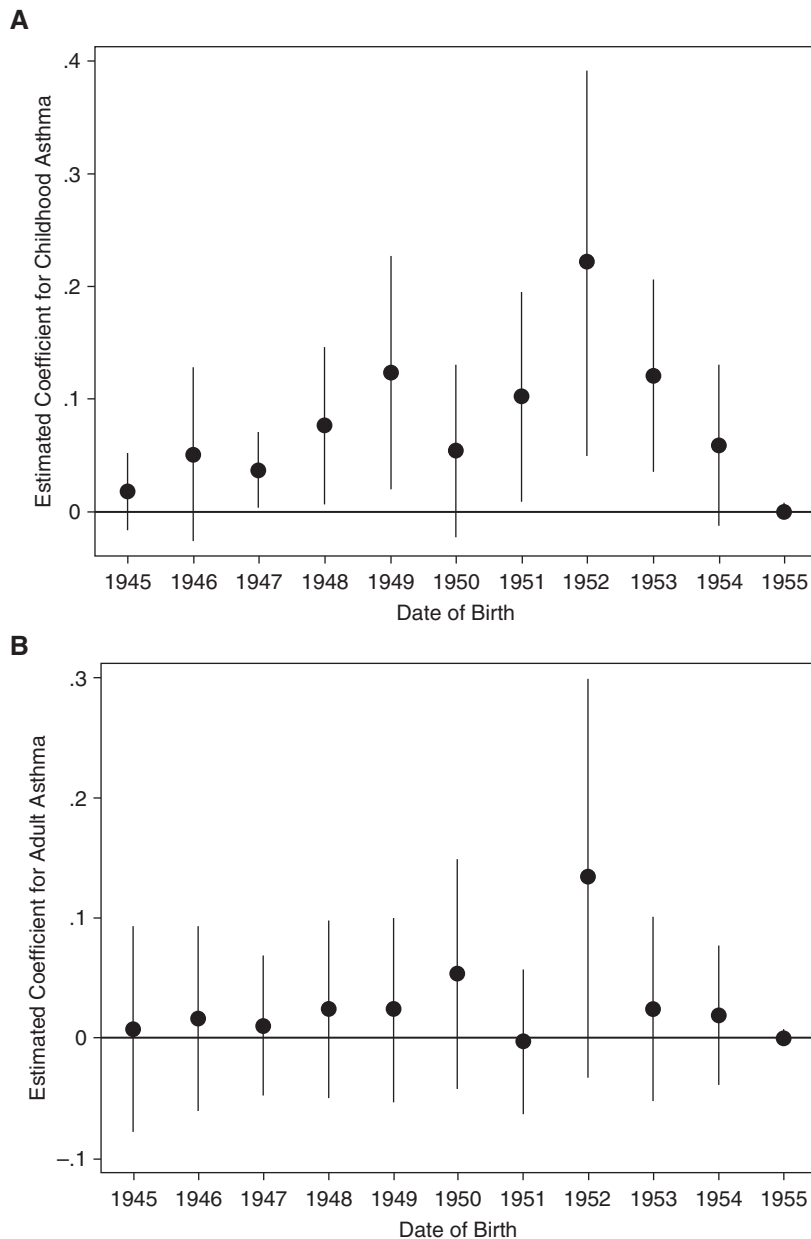 A
Estimated Coefficient for Childhood Asthma
.4
.3
.2
.1
0
1945 1946 1947 1948 1949 1950 1951 1952 1953 1954 1955
Date of Birth
B
Estimated Coefficient for Adult Asthma
.3
.2
.1
0
–.1
1945 1946 1947 1948 1949 1950 1951 1952 1953 1954 1955
Date of Birth